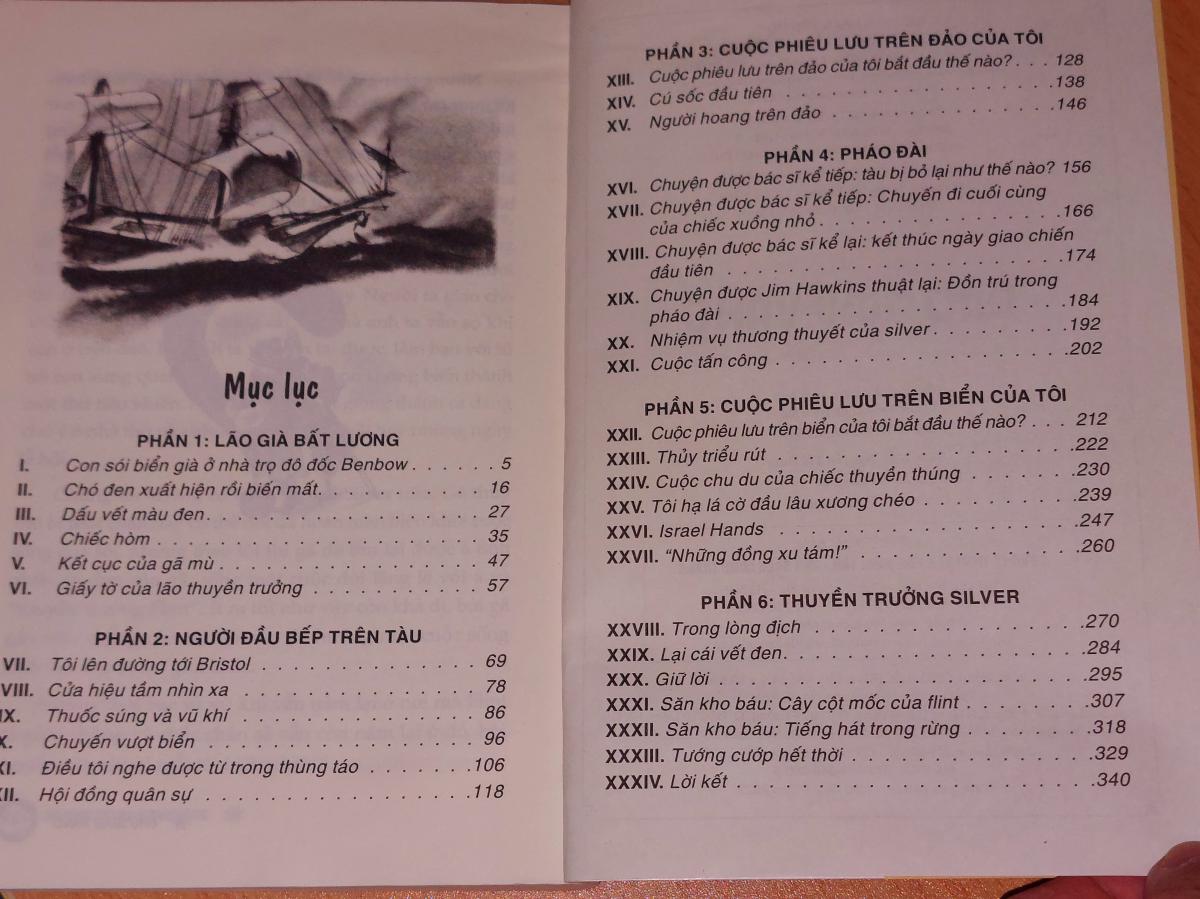 Mục lục
PHẦN 1: LÃO GIÀ BẤT LƯƠNG
I. Con sói biển già ở nhà trọ đô đốc Benbow . . . . . . 5
II. Chó đen xuất hiện rồi biến mất. . . . . . . . . . . . . 16
III. Dấu vết màu đen . . . . . . . . . . . . . . . . . . . 27
IV. Chiếc hòm . . . . . . . . . . . . . . . . . . . . . . 35
V. Kết cục của gã mù . . . . . . . . . . . . . . . . . . 47
VI. Giấy tờ của lão thuyền trưởng . . . . . . . . . . . . 57
PHẦN 2: NGƯỜI ĐẦU BẾP TRÊN TÀU
VII. Tôi lên đường tới Bristol . . . . . . . . . . . . . . . 69
VIII. Cửa hiệu tầm nhìn xa . . . . . . . . . . . . . . . . 78
IX. Thuốc súng và vũ khí . . . . . . . . . . . . . . . . 86
X. Chuyến vượt biển . . . . . . . . . . . . . . . . . . 96
XI. Điều tôi nghe được từ trong thùng táo . . . . . . . .106
XII. Hội đồng quân sự . . . . . . . . . . . . . . . . . .118
PHẦN 3: CUỘC PHIÊU LƯU TRÊN ĐẢO CỦA TÔI
XIII. Cuộc phiêu lưu trên đảo của tôi bắt đầu thế nào? . . . 128
XIV. Cú sốc đầu tiên . . . . . . . . . . . . . . . . . . .138
XV. Người hoang trên đảo . . . . . . . . . . . . . . . 146
PHẦN 4: PHÁO ĐÀI
XVI. Chuyện được bác sĩ kể tiếp: tàu bị bỏ lại như thế nào? 156
XVII. Chuyện được bác sĩ kể tiếp: Chuyến đi cuối cùng
của chiếc xuồng nhỏ . . . . . . . . . . . . . . . . .166
XVIII. Chuyện được bác sĩ kể lại: kết thúc ngày giao chiến
đầu tiên . . . . . . . . . . . . . . . . . . . . . . .174
XIX. Chuyện được Jim Hawkins thuật lại: Đồn trú trong
pháo đài . . . . . . . . . . . . . . . . . . . . . . .184
XX. Nhiệm vụ thương thuyết của silver . . . . . . . . . .192
XXI. Cuộc tấn công . . . . . . . . . . . . . . . . . . . .202
PHẦN 5: CUỘC PHIÊU LƯU TRÊN BIỂN CỦA TÔI
XXII. Cuộc phiêu lưu trên biển của tôi bắt đầu thế nào? . . . 212
XXIII. Thủy triều rút . . . . . . . . . . . . . . . . . . . .222
XXIV. Cuộc chu du của chiếc thuyền thúng . . . . . . . .230
XXV. Tôi hạ lá cờ đầu lâu xương chéo . . . . . . . . . .239
XXVI. Israel Hands . . . . . . . . . . . . . . . . . . . .247
XXVII. “Những đồng xu tám!” . . . . . . . . . . . . . . .260
PHẦN 6: THUYỀN TRƯỞNG SILVER
XXVIII. Trong lòng địch . . . . . . . . . . . . . . . . . .270
XXIX. Lại cái vết đen. . . . . . . . . . . . . . . . . . . .284
XXX. Giữ lời . . . . . . . . . . . . . . . . . . . . . . .295
XXXI. Săn kho báu: Cây cột mốc của flint . . . . . . . . .307
XXXII. Săn kho báu: Tiếng hát trong rừng . . . . . . . . .318
XXXIII. Tướng cướp hết thời . . . . . . . . . . . . . . . .329
XXXIV. Lời kết . . . . . . . . . . . . . . . . . . . . . .340